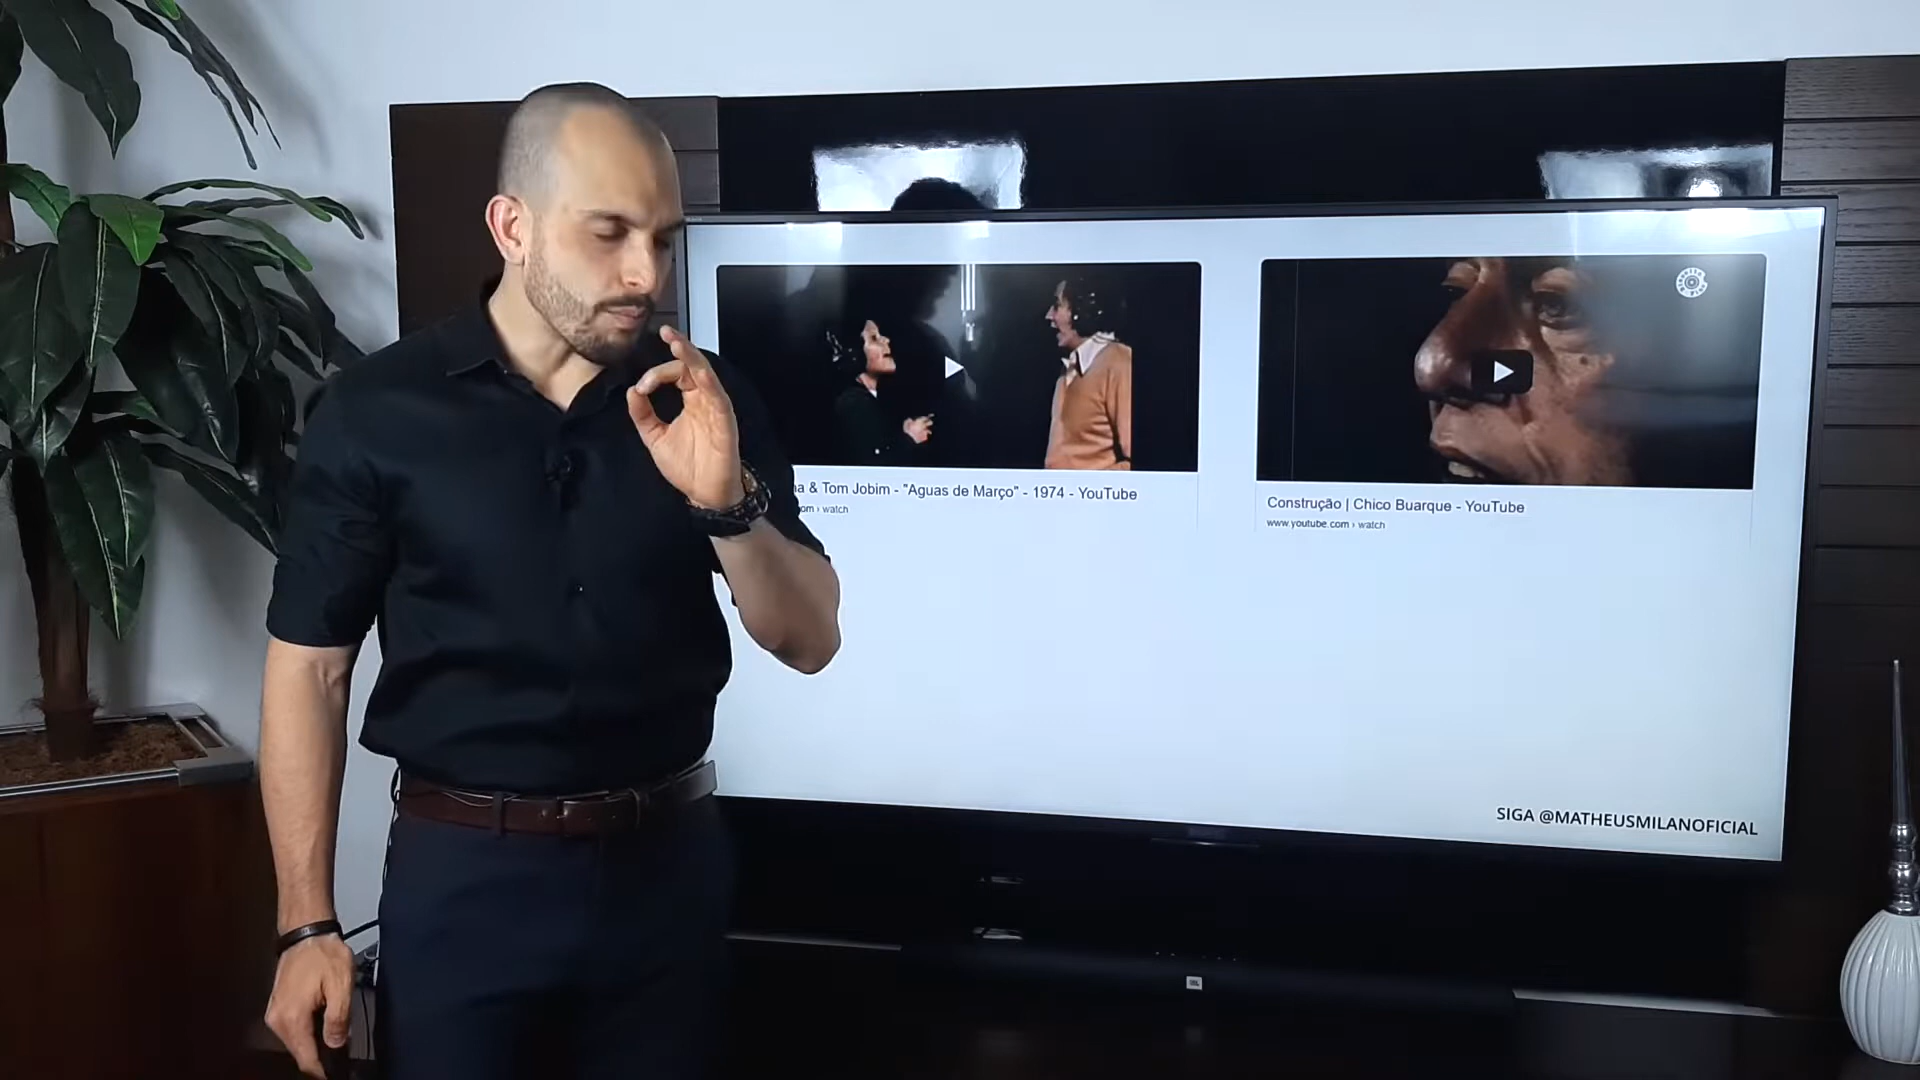 na & Tom Jobim - "Aguas de Março" - 1974 - YouTube
om › watch
Construção | Chico Buarque - YouTube
www.youtube.com › watch
SIGA @MATHEUSMILANOFICIAL
JBL